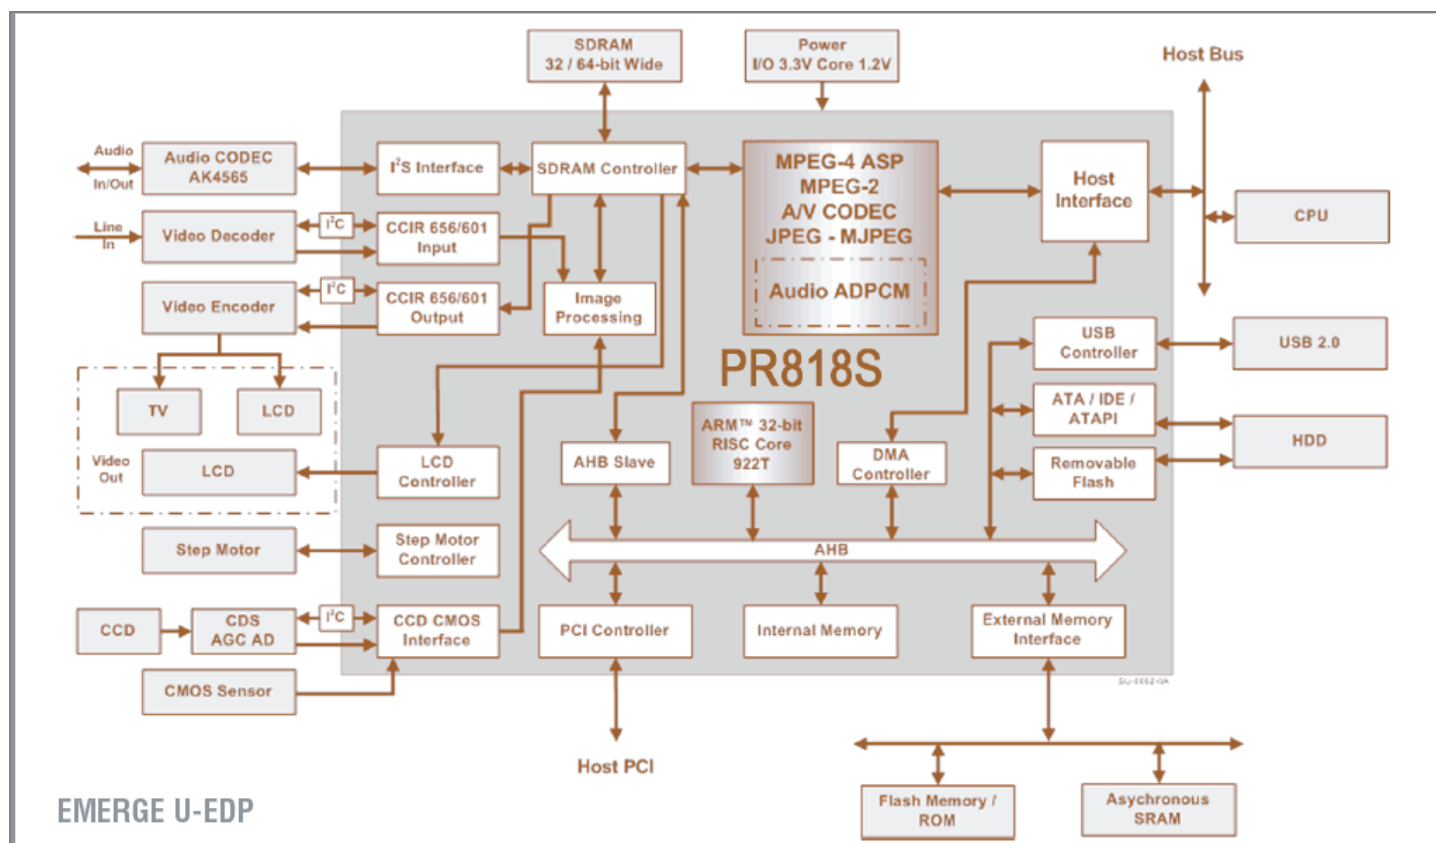 SDRAM
32 / 64-bit Wide
Power
I/O 3.3V Core 1.2V
Host Bus
Audio
In/Out
Audio CODEC
AK4565
I²S Interface
SDRAM Controller
MPEG-4 ASP
MPEG-2
A/V CODEC
JPEG - MJPEG
Audio ADPCM
Host
Interface
CPU
Line
In
Video Decoder
I²C
CCIR 656/601
Input
Video Encoder
I²C
CCIR 656/601
Output
Image
Processing
PR818S
USB
Controller
USB 2.0
TV
LCD
Video
Out
LCD
LCD
Controller
AHB Slave
ARM™ 32-bit
RISC Core
922T
DMA
Controller
ATA / IDE /
ATAPI
HDD
Removable
Flash
Step Motor
Step Motor
Controller
AHB
CCD
CDS
AGC AD
I²C
CCD CMOS
Interface
PCI Controller
Internal Memory
External Memory
Interface
CMOS Sensor
Host PCI
Flash Memory /
ROM
Asychronous
SRAM
EMERGE U-EDP